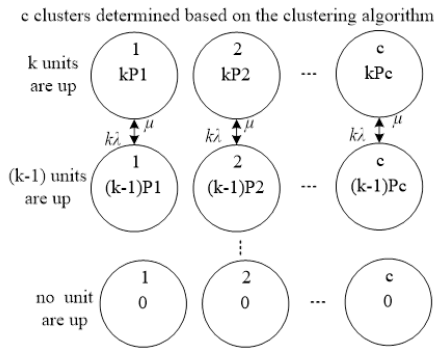 c clusters determined based on the clustering algorithm
k units are up
1 kP1
2 kP2
---
c kPc
kλ μ
kλ μ
kλ μ
(k-1) units are up
1 (k-1)P1
2 (k-1)P2
---
c (k-1)Pc
no unit are up
1 0
2 0
---
c 0